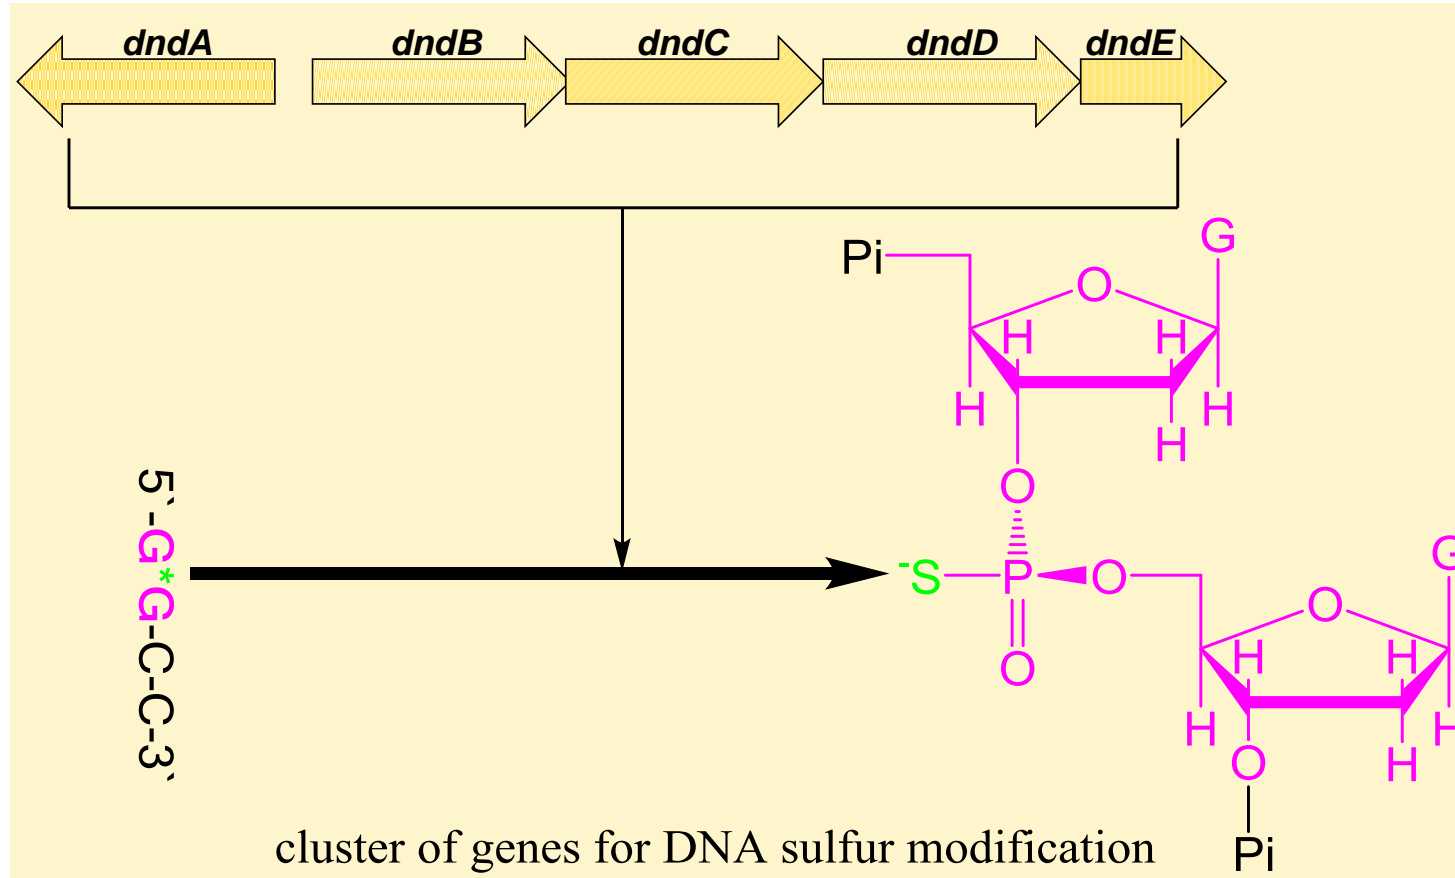 dndA dndB dndC dndD dndE
G
Pi
O
H H
H H
H
O
5`-G*G-C-C-3`
-S P O
G
O
O
H H
H H
H
O
cluster of genes for DNA sulfur modification
Pi